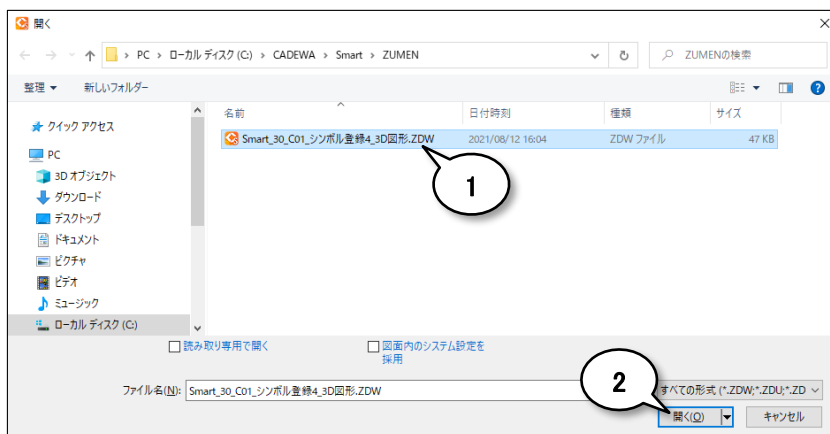 開く
PC › ローカル ディスク (C:) › CADEWA › Smart › ZUMEN
ZUMENの検索
整理 新しいフォルダー
名前 日付時刻 種類 サイズ
クイック アクセス
Smart_30_C01_シンボル登録4_3D図形.ZDW 2021/08/12 16:04 ZDW ファイル 47 KB
PC
3D オブジェクト
1
ダウンロード
デスクトップ
ドキュメント
ピクチャ
ビデオ
ミュージック
ローカル ディスク (C:)
読み取り専用で開く
図面内のシステム設定を
採用
2
ファイル名(N): Smart_30_C01_シンボル登録4_3D図形.ZDW
すべての形式 (*.ZDW;*.ZDU;*.ZD
開く(O) キャンセル